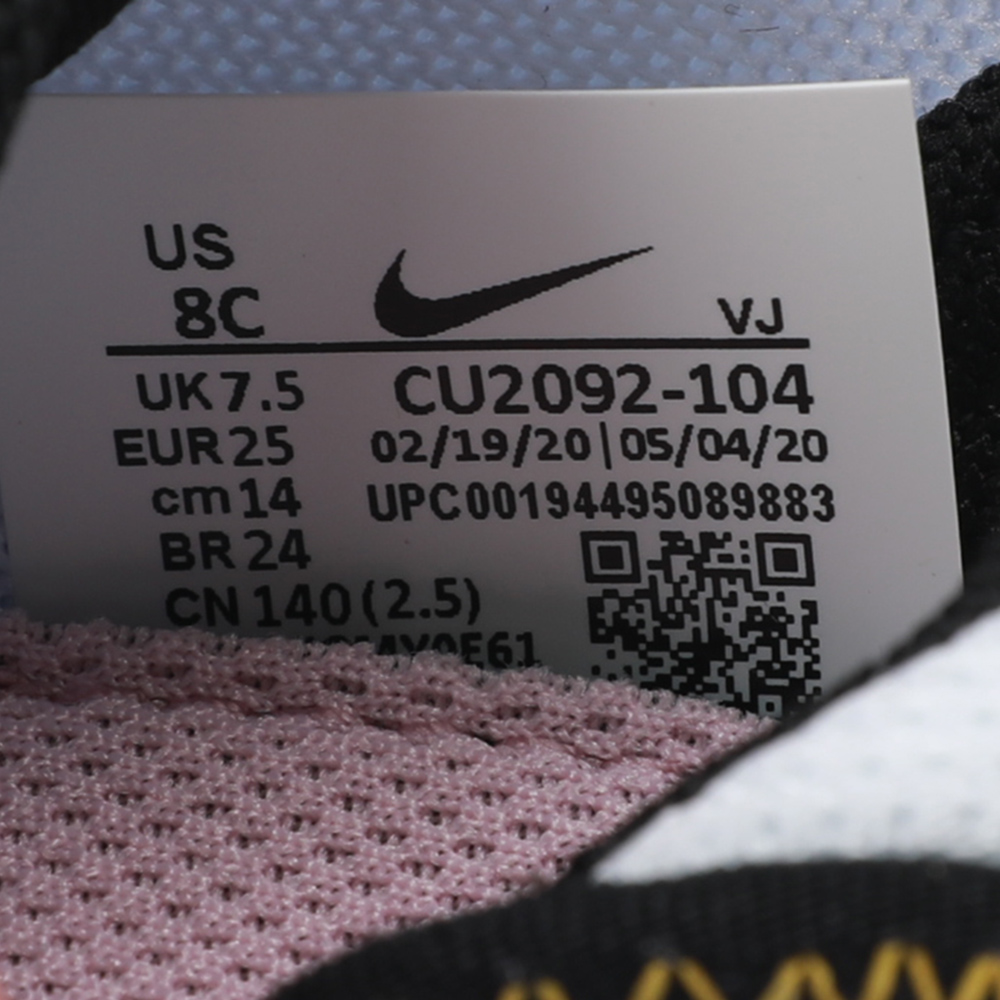 US
8C
VJ
UK 7.5
CU2092-104
EUR 25
02/19/20 | 05/04/20
cm 14
UPC 00194495089883
BR 24
CN 140 (2.5)